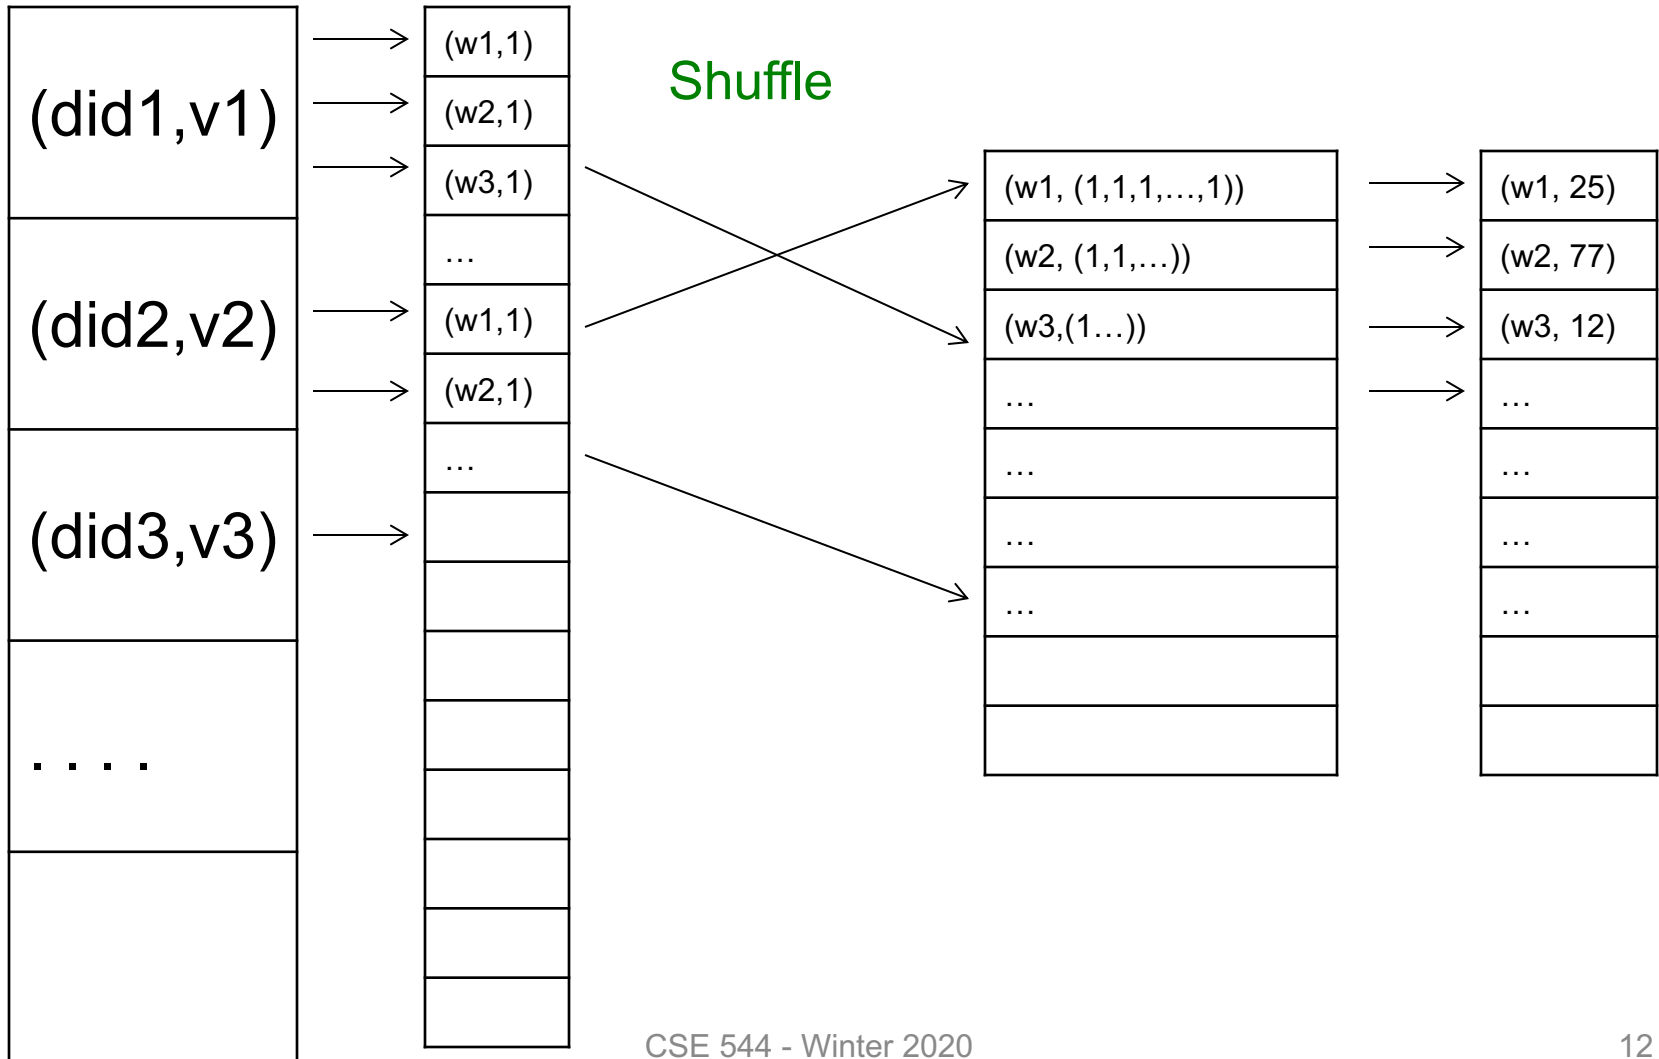 (did1,v1)
(did2,v2)
(did3,v3)
. . . .
(w1,1)
(w2,1)
(w3,1)
…
(w1,1)
(w2,1)
…
Shuffle
(w1, (1,1,1,…,1))
(w2, (1,1,…))
(w3,(1…))
…
…
…
…
(w1, 25)
(w2, 77)
(w3, 12)
…
…
…
…
CSE 544 - Winter 2020
12